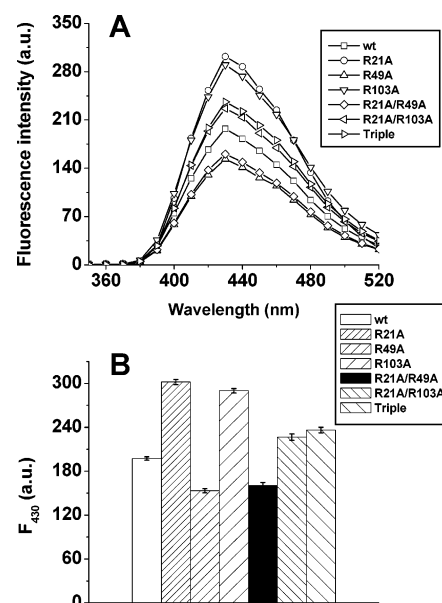 A
Fluorescence intensity (a.u.)
350
280
210
140
70
0
360
400
440
480
520
Wavelength (nm)
wt
R21A
R49A
R103A
R21A/R49A
R21A/R103A
Triple
B
F430 (a.u.)
300
240
180
120
60
0
wt
R21A
R49A
R103A
R21A/R49A
R21A/R103A
Triple